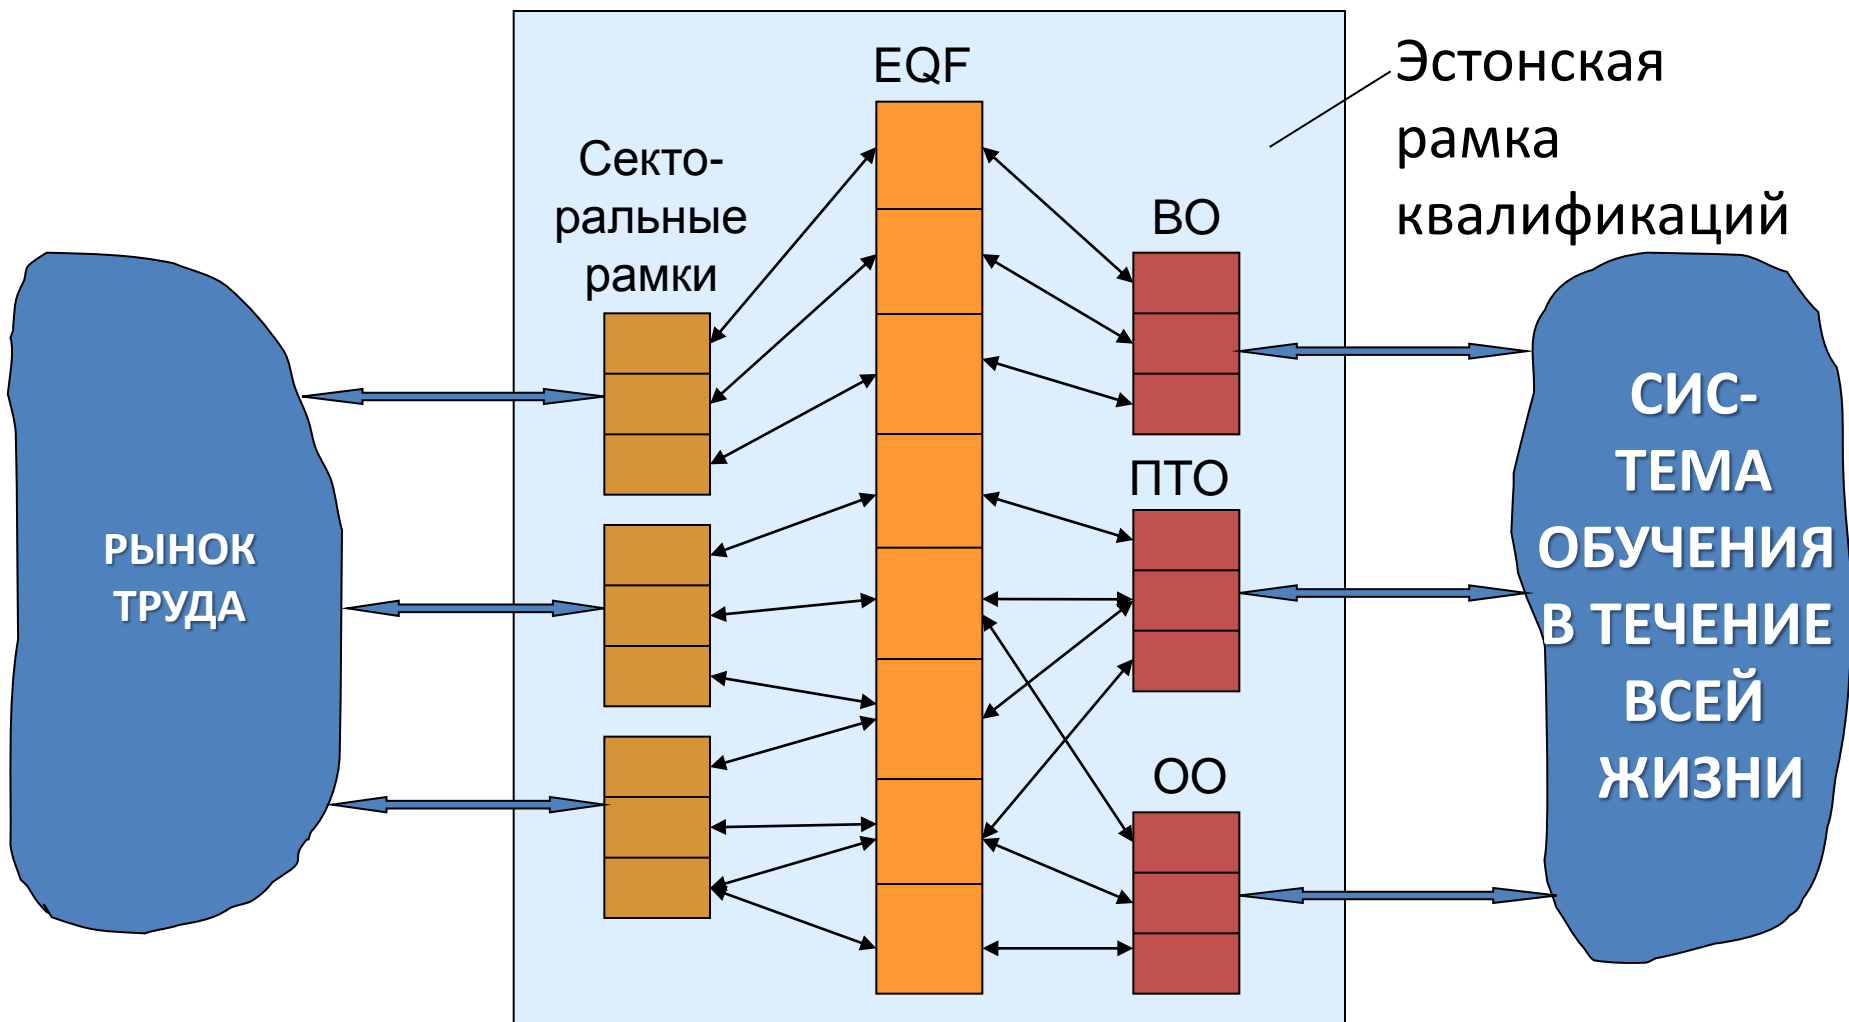 EQF
Эстонская
рамка
квалификаций
Секто-
ральные
рамки
ВО
ПТО
ОО
РЫНОК
ТРУДА
СИС-
ТЕМА
ОБУЧЕНИЯ
В ТЕЧЕНИЕ
ВСЕЙ
ЖИЗНИ